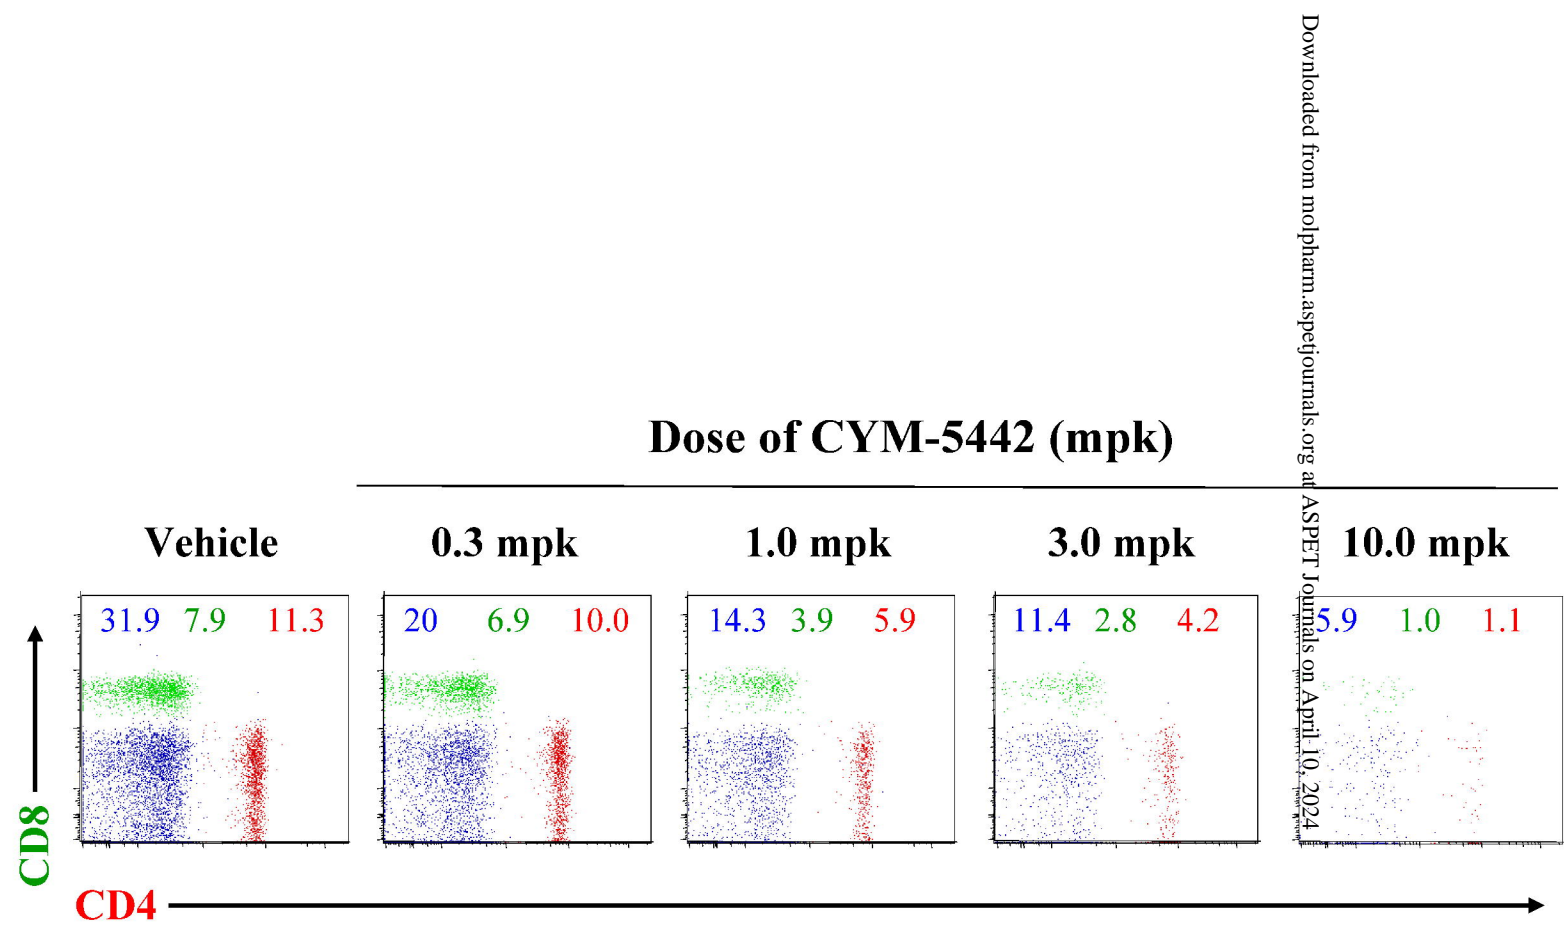 Dose of CYM-5442 (mpk)
Vehicle
0.3 mpk
1.0 mpk
3.0 mpk
10.0 mpk
31.9 7.9 11.3
20 6.9 10.0
14.3 3.9 5.9
11.4 2.8 4.2
5.9 1.0 1.1
CD8
CD4
Downloaded from molpharm.aspetjournals.org at ASPET Journals on April 10, 2024